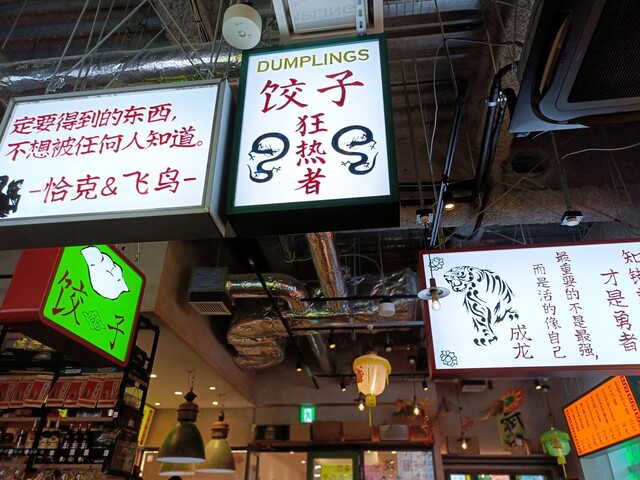 定要得到的东西,
不想被任何人知道。
-恰克&飞鸟-
DUMPLINGS
饺子
狂热者
饺子
成龙
最重要的不是最强,
而是活的像自己
知错
才是勇者